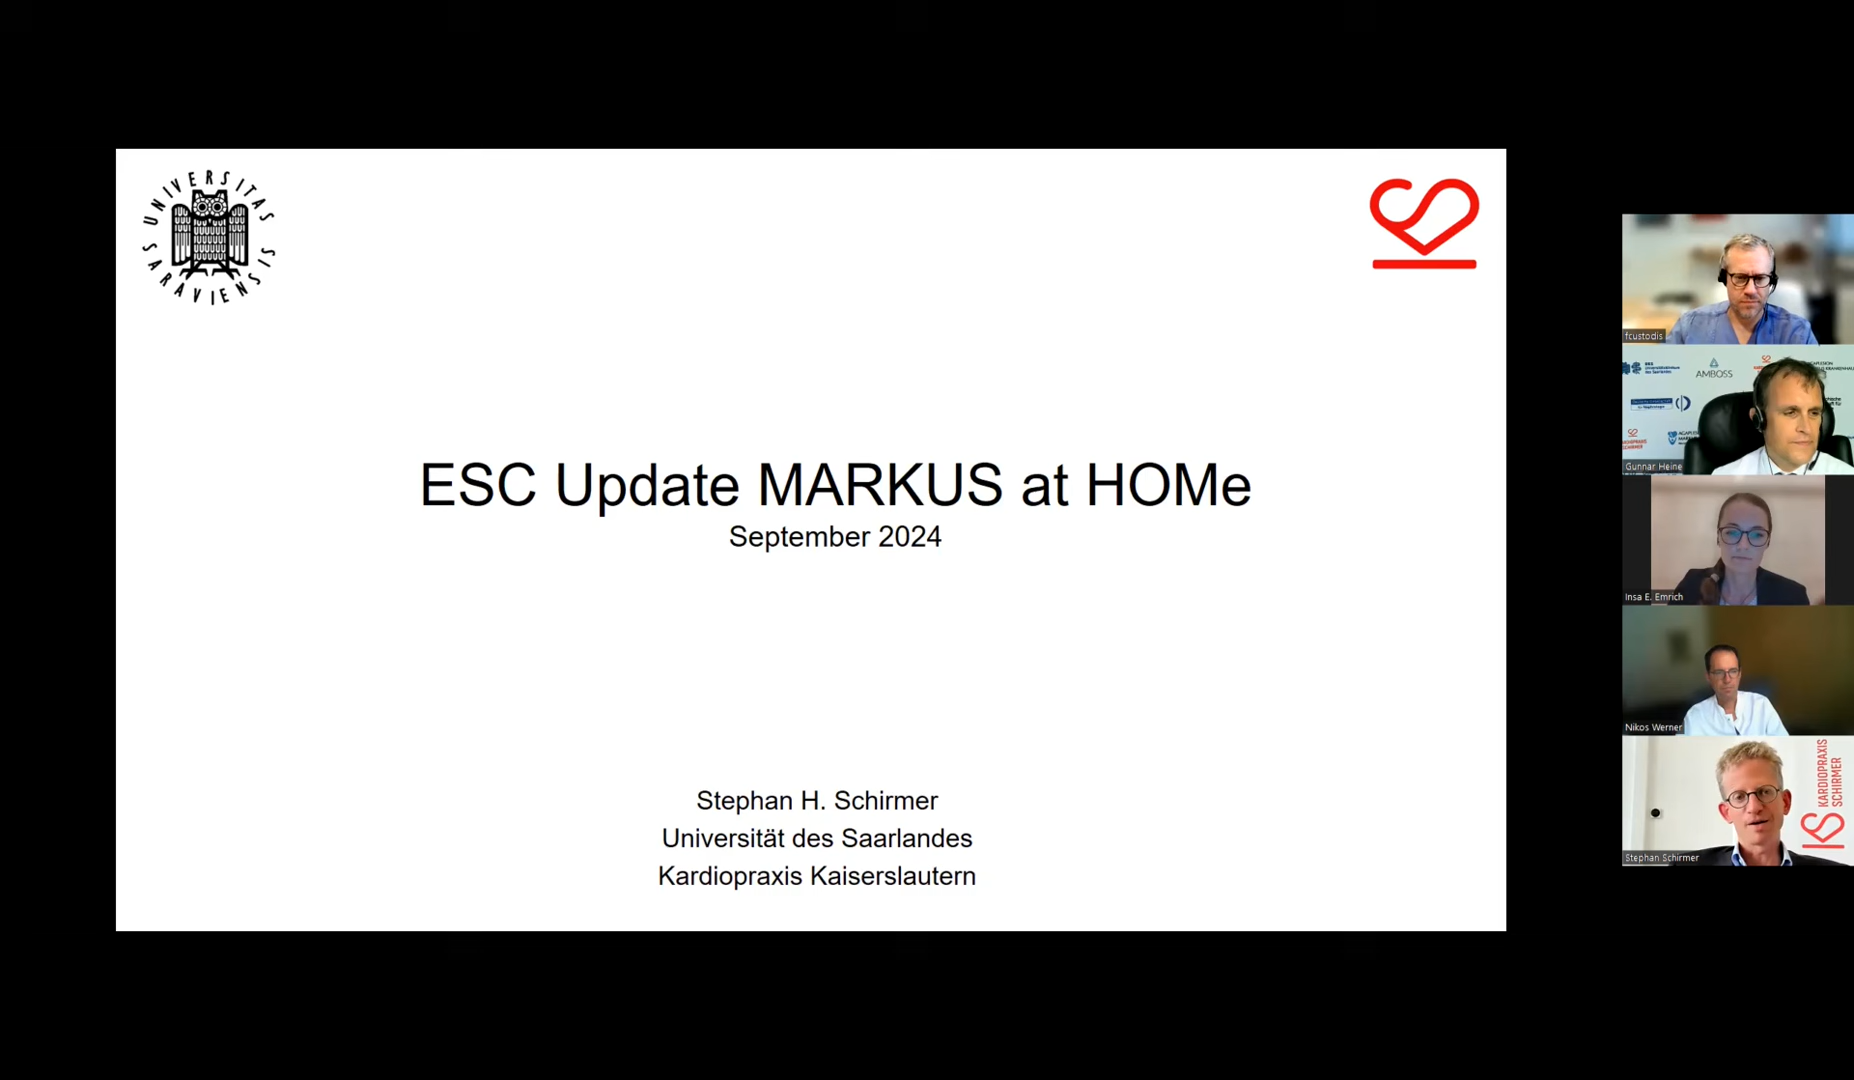 UNIVERSITAS
SARAVIENSIS
ESC Update MARKUS at HOMe
September 2024
Stephan H. Schirmer
Universität des Saarlandes
Kardiopraxis Kaiserslautern
fcustodis
AMBOSS
Gunnar Heine
Insa E. Emrich
Nikos Werner
KARDIOPRAXIS
SCHIRMER
Stephan Schirmer